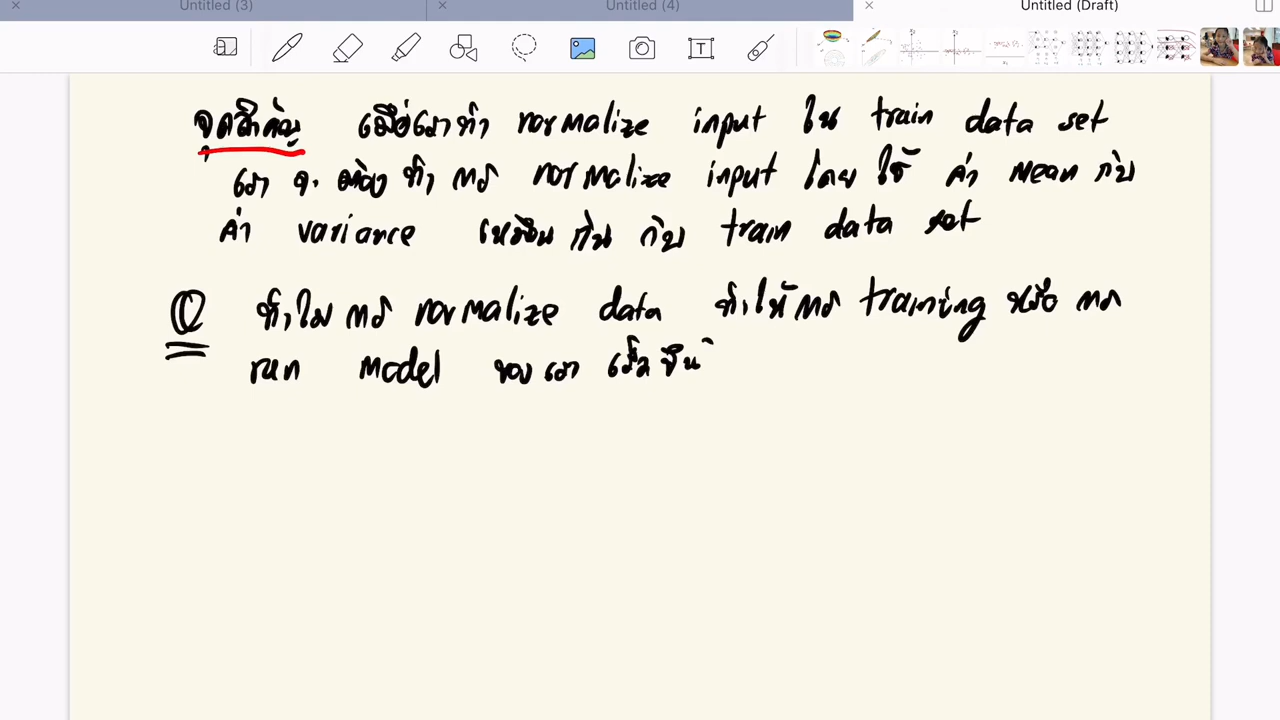 Untitled (3) Untitled (4) Untitled (Draft)
จุดสำคัญ เมื่อเราทำ normalize input ใน train data set
เรา จะ ต้อง ทำ การ normalize input โดย ใช้ ค่า mean กับ
ค่า variance เหมือน กัน กับ train data set
Q ทำไม การ normalize data ทำให้ การ training หรือ การ
run model ของ เรา เร็ว ขึ้น